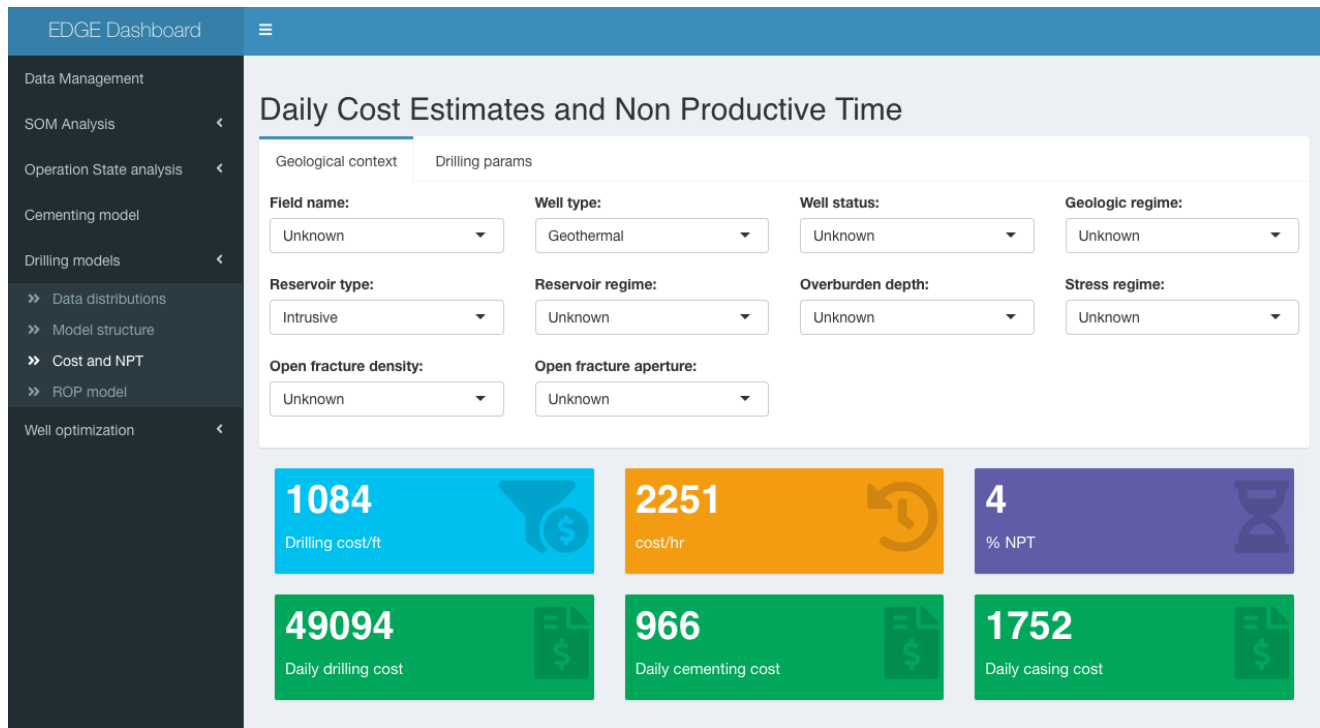 EDGE Dashboard
Data Management
SOM Analysis
Operation State analysis
Cementing model
Drilling models
Data distributions
Model structure
Cost and NPT
ROP model
Well optimization
Daily Cost Estimates and Non Productive Time
Geological context Drilling params
Field name: Well type: Well status: Geologic regime:
Unknown Geothermal Unknown Unknown
Reservoir type: Reservoir regime: Overburden depth: Stress regime:
Intrusive Unknown Unknown Unknown
Open fracture density: Open fracture aperture:
Unknown Unknown
1084 2251 4
Drilling cost/ft cost/hr % NPT
49094 966 1752
Daily drilling cost Daily cementing cost Daily casing cost